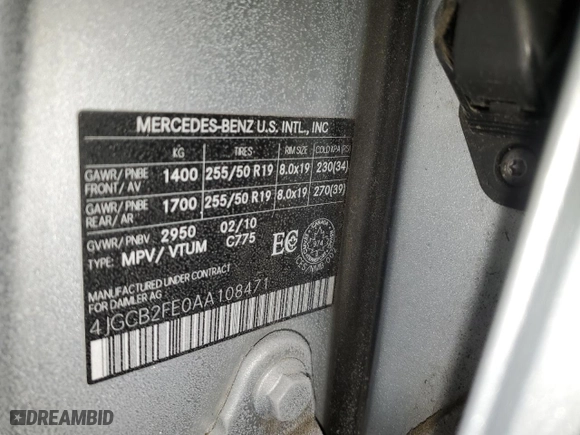 MERCEDES-BENZ U.S. INTL., INC
KG TIRES RIM SIZE COLD KPA (PSI)
GAWR/PNBE FRONT/AV 1400 255/50 R19 8.0x19 230(34)
GAWR/PNBE REAR/AR 1700 255/50 R19 8.0x19 270(39)
GVWR/PNBV 2950 02/10
TYPE: MPV/VTUM C775
EC
MANUFACTURED UNDER CONTRACT
FOR DAIMLER AG
4JGCB2FE0AA108471
DREAMBID